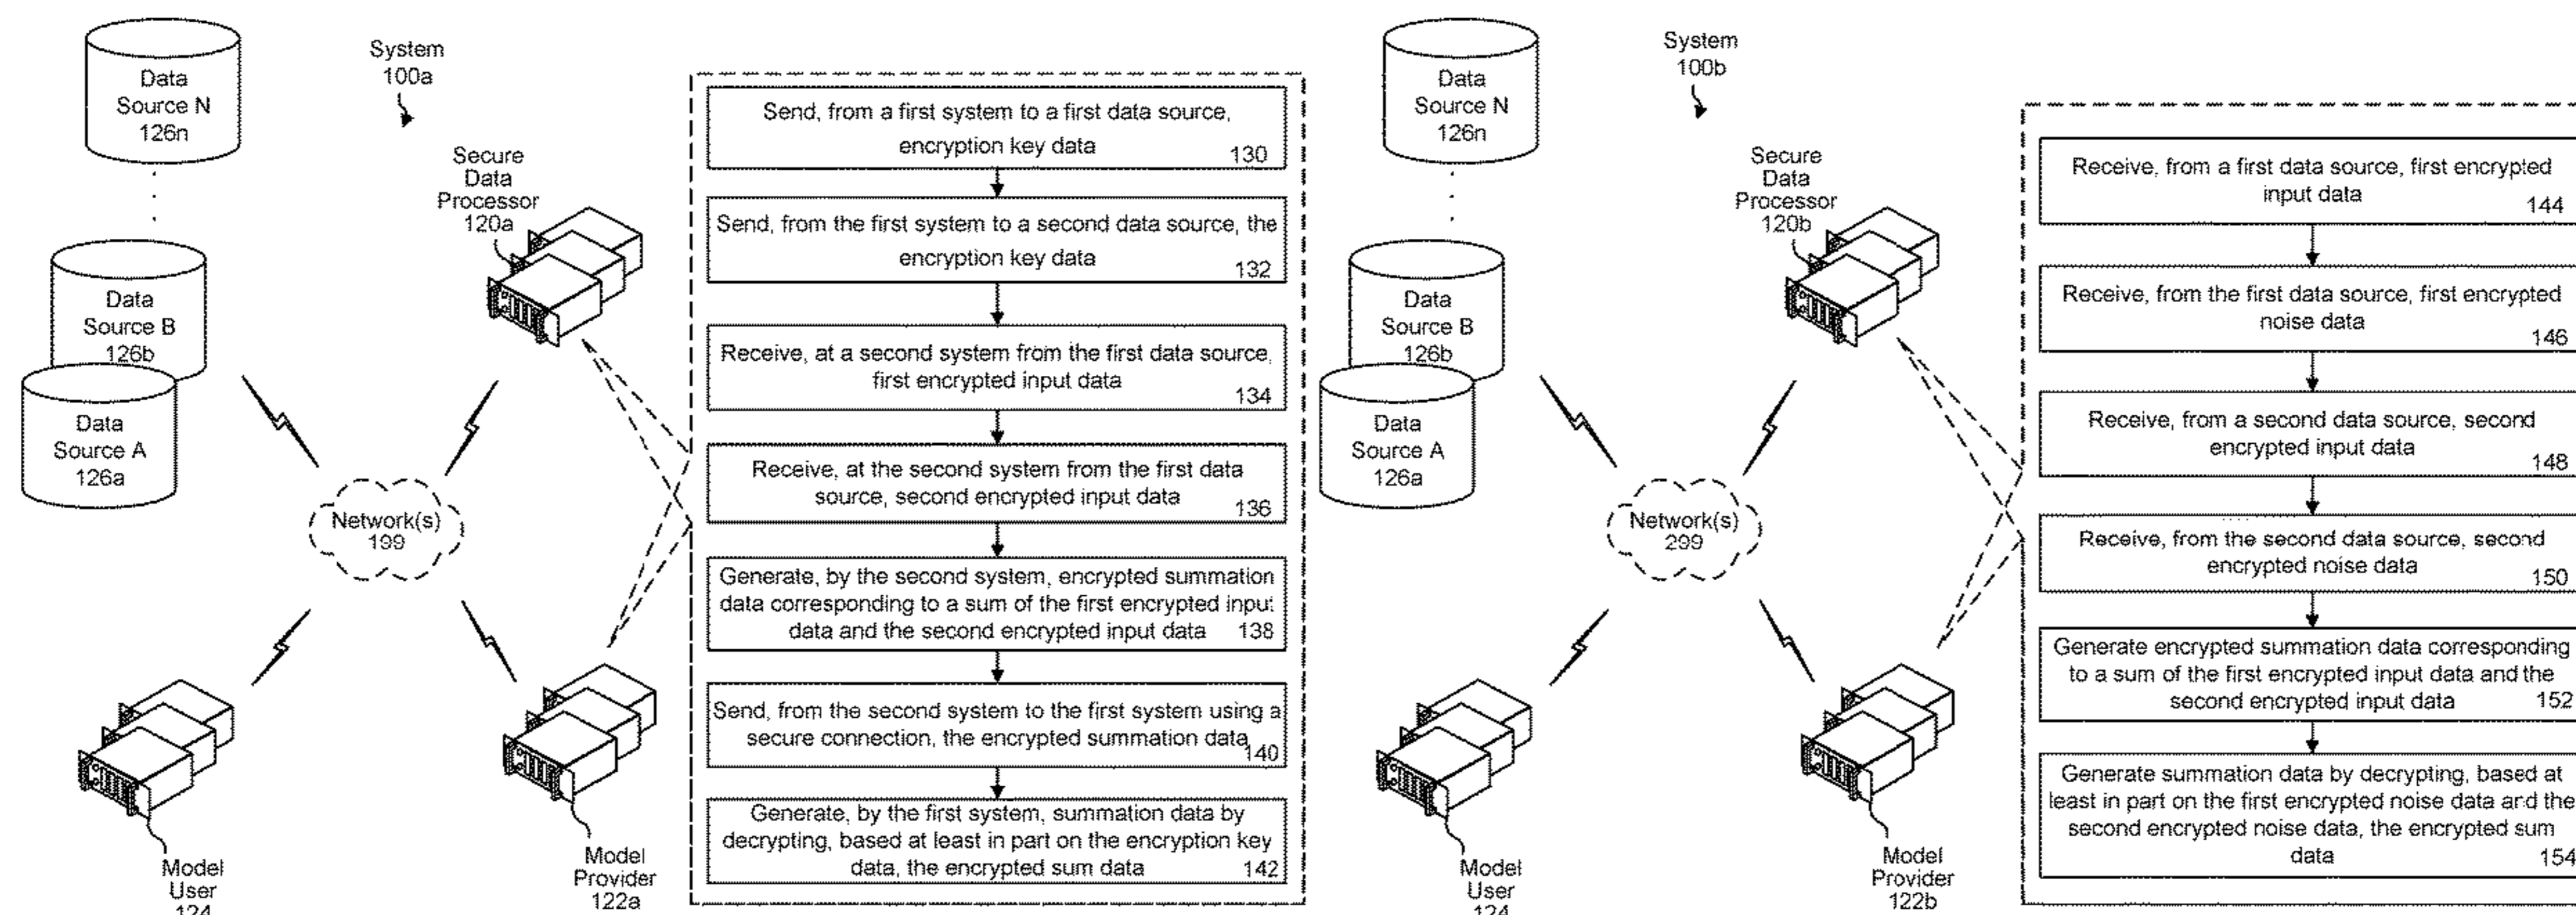 Data
Source N
126n
System
100a
Secure
Data
Processor
120a
Data
Source B
126b
Data
Source A
126a
Network(s)
199
Model
User
124
Model
Provider
122a
Send, from a first system to a first data source,
encryption key data
130
Send, from the first system to a second data source, the
encryption key data
132
Receive, at a second system from the first data source,
first encrypted input data
134
Receive, at the second system from the first data
source, second encrypted input data
136
Generate, by the second system, encrypted summation
data corresponding to a sum of the first encrypted input
data and the second encrypted input data 138
Send, from the second system to the first system using a
secure connection, the encrypted summation data
140
Generate, by the first system, summation data by
decrypting, based at least in part on the encryption key
data, the encrypted sum data 142
Data
Source N
126n
System
100b
Secure
Data
Processor
120b
Data
Source B
126b
Data
Source A
126a
Network(s)
299
Model
User
124
Model
Provider
122b
Receive, from a first data source, first encrypted
input data
144
Receive, from the first data source, first encrypted
noise data
146
Receive, from a second data source, second
encrypted input data
148
Receive, from the second data source, second
encrypted noise data
150
Generate encrypted summation data corresponding
to a sum of the first encrypted input data and the
second encrypted input data 152
Generate summation data by decrypting, based at
least in part on the first encrypted noise data and the
second encrypted noise data, the encrypted sum
data 154